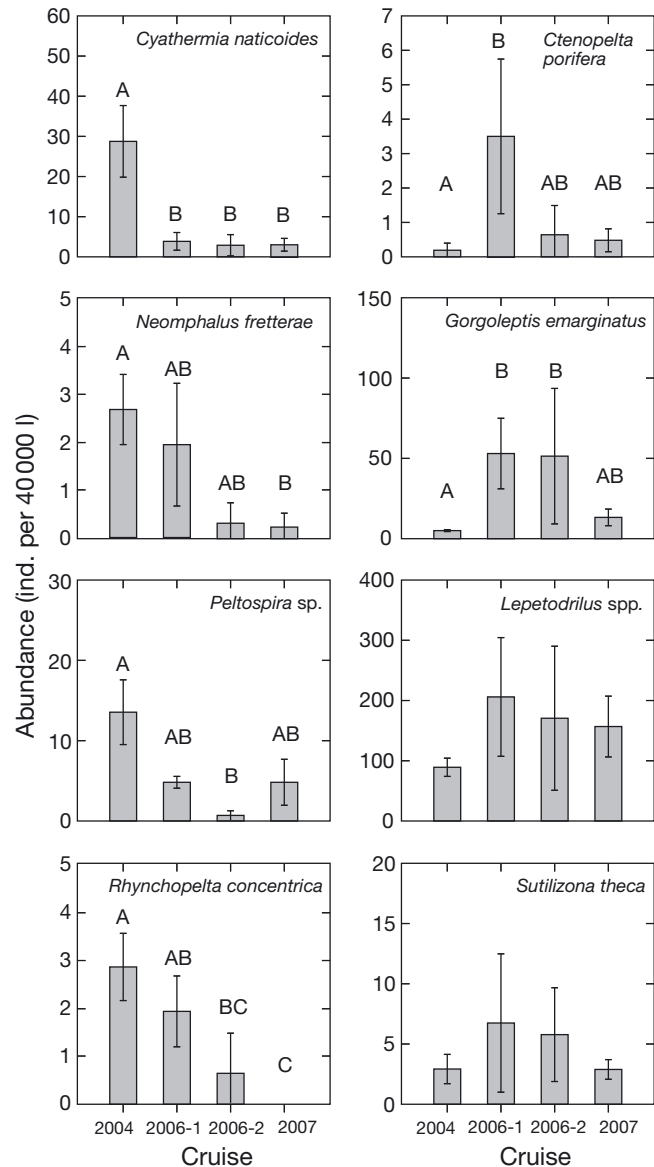 Abundance (ind. per 40 000 l)
60
50
40
30
20
10
0
Cyathermia naticoides
A
B
B
B
7
6
5
4
3
2
1
0
Ctenopelta
porifera
A
B
AB
AB
5
4
3
2
1
0
Neomphalus fretterae
A
AB
AB
B
150
100
50
0
Gorgoleptis emarginatus
A
B
B
AB
30
20
10
0
Peltospira sp.
A
AB
B
AB
400
300
200
100
0
Lepetodrilus spp.
5
4
3
2
1
0
Rhynchopelta concentrica
A
AB
BC
C
2004 2006-1 2006-2 2007
Cruise
20
15
10
5
0
Sutilizona theca
2004 2006-1 2006-2 2007
Cruise